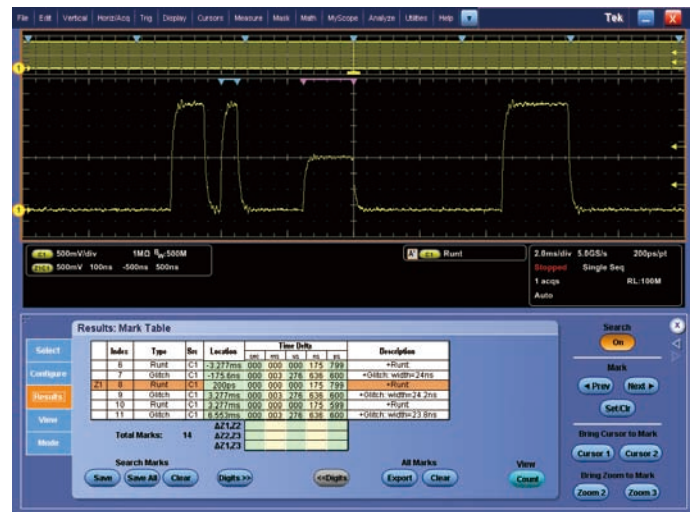 File Edit Vertical Horiz/Acq Trig Display Cursors Measure Mask Math MyScope Analyze Utilities Help Tek X
1
1
C1 500mV/div 1MΩ BW:500M
Z1C1 500mV 100ns -500ns 500ns
A' C1 Runt
2.0ms/div 5.0GS/s 200ps/pt
Stopped Single Seq
1 acqs RL:100M
Auto
Results: Mark Table
Select
Configure
Results
View
Mode
Index Type Src Location Time Delta Description
sec ms us ns ps
6 Runt C1 -3.277ms 000 000 000 175 799 +Runt
7 Glitch C1 -175.6ns 000 003 276 636 600 +Glitch: width=24ns
Z1 8 Runt C1 200ps 000 000 000 175 799 +Runt
9 Glitch C1 3.277ms 000 003 276 636 600 +Glitch: width=24.2ns
10 Runt C1 3.277ms 000 000 000 175 599 +Runt
11 Glitch C1 6.553ms 000 003 276 636 600 +Glitch: width=23.8ns
Total Marks: 14
ΔZ1,Z2
ΔZ2,Z3
ΔZ1,Z3
Search Marks
Save Save All Clear
Digits >>
<<Digits
All Marks
Export Clear
View
Count
Search X
On
Mark
Prev Next
Set/Clr
Bring Cursor to Mark
Cursor 1 Cursor 2
Bring Zoom to Mark
Zoom 2 Zoom 3